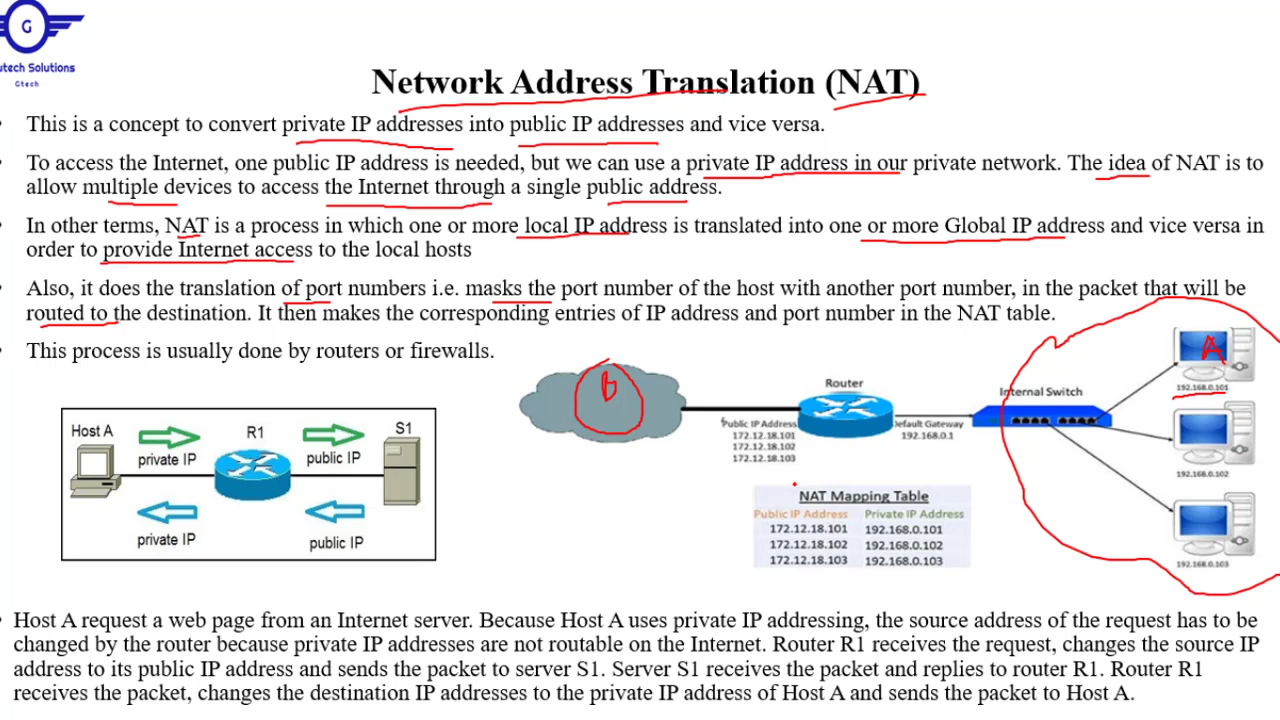 G
utech Solutions
Gtech
Network Address Translation (NAT)
This is a concept to convert private IP addresses into public IP addresses and vice versa.
To access the Internet, one public IP address is needed, but we can use a private IP address in our private network. The idea of NAT is to
allow multiple devices to access the Internet through a single public address.
In other terms, NAT is a process in which one or more local IP address is translated into one or more Global IP address and vice versa in
order to provide Internet access to the local hosts
Also, it does the translation of port numbers i.e. masks the port number of the host with another port number, in the packet that will be
routed to the destination. It then makes the corresponding entries of IP address and port number in the NAT table.
This process is usually done by routers or firewalls.
Host A
private IP
R1
public IP
S1
private IP
public IP
B
Router
Public IP Address
172.12.18.101
172.12.18.102
172.12.18.103
Default Gateway
192.168.0.1
Internal Switch
A
192.168.0.101
192.168.0.102
192.168.0.103
NAT Mapping Table
Public IP Address Private IP Address
172.12.18.101 192.168.0.101
172.12.18.102 192.168.0.102
172.12.18.103 192.168.0.103
Host A request a web page from an Internet server. Because Host A uses private IP addressing, the source address of the request has to be
changed by the router because private IP addresses are not routable on the Internet. Router R1 receives the request, changes the source IP
address to its public IP address and sends the packet to server S1. Server S1 receives the packet and replies to router R1. Router R1
receives the packet, changes the destination IP addresses to the private IP address of Host A and sends the packet to Host A.